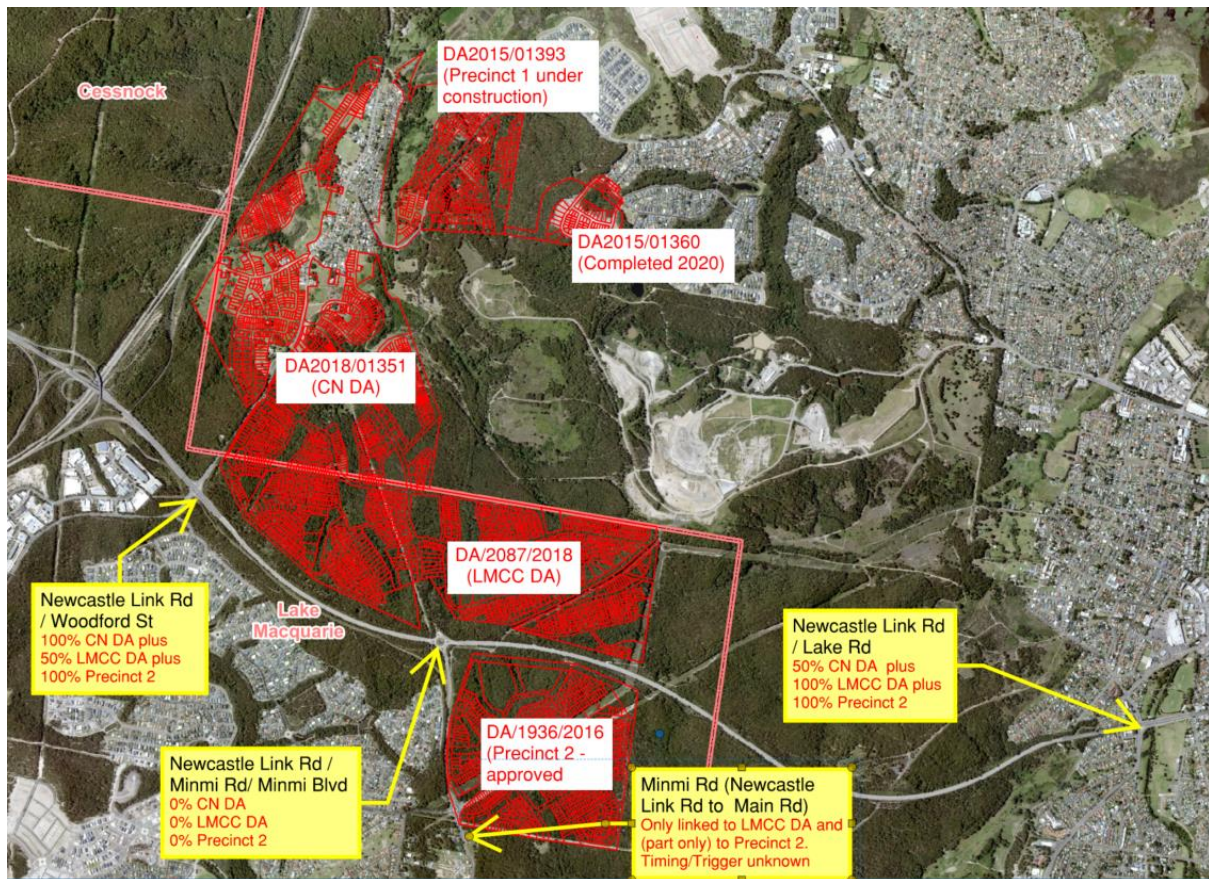 DA2015/01393
(Precinct 1 under
construction)
Cessnock
DA2015/01360
(Completed 2020)
DA2018/01351
(CN DA)
DA/2087/2018
(LMCC DA)
Newcastle Link Rd
/ Woodford St
100% CN DA plus
50% LMCC DA plus
100% Precinct 2
Lake
Macquarie
Newcastle Link Rd
/ Lake Rd
50% CN DA  plus
100% LMCC DA plus
100% Precinct 2
DA/1936/2016
(Precinct 2 -
approved
Newcastle Link Rd /
Minmi Rd/ Minmi Blvd
0% CN DA
0% LMCC DA
0% Precinct 2
Minmi Rd (Newcastle
Link Rd to  Main Rd)
Only linked to LMCC DA and
(part only) to Precinct 2.
Timing/Trigger unknown